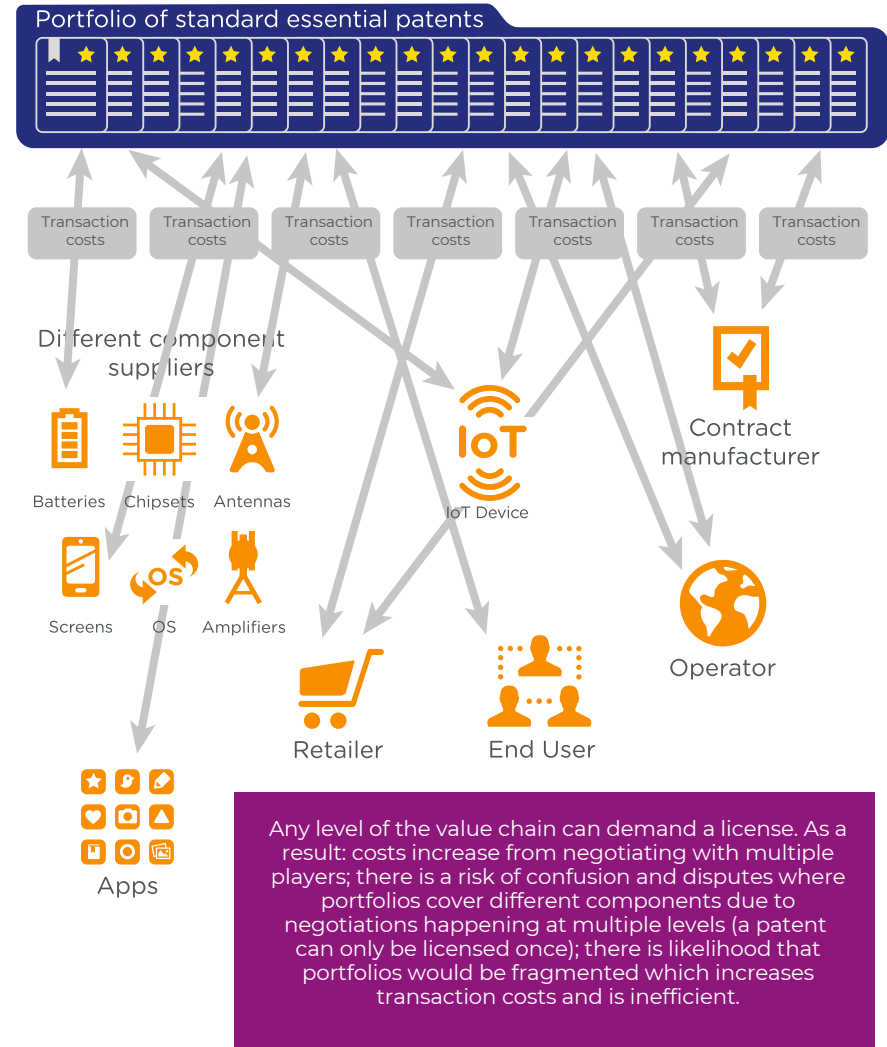 Portfolio of standard essential patents
Transaction
costs
Transaction
costs
Transaction
costs
Transaction
costs
Transaction
costs
Transaction
costs
Transaction
costs
Different component
suppliers
Batteries
Chipsets
Antennas
Screens
OS
OS
Amplifiers
IoT
IoT Device
Contract
manufacturer
Operator
Retailer
End User
Apps
Any level of the value chain can demand a license. As a
result: costs increase from negotiating with multiple
players; there is a risk of confusion and disputes where
portfolios cover different components due to
negotiations happening at multiple levels (a patent
can only be licensed once); there is likelihood that
portfolios would be fragmented which increases
transaction costs and is inefficient.